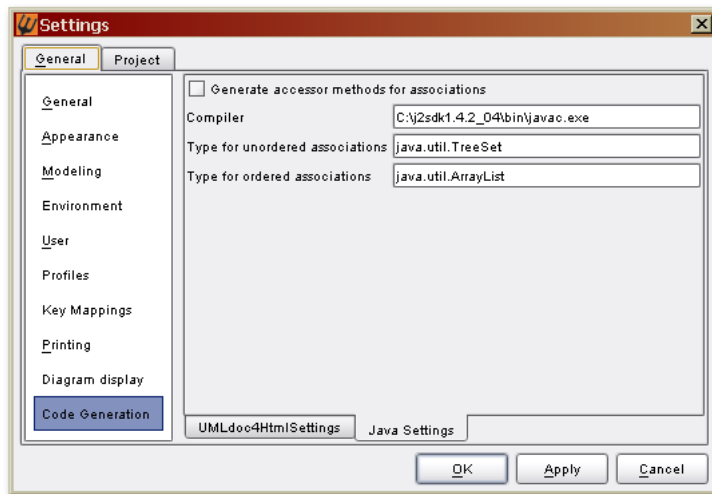 Settings
General Project
General
Appearance
Modeling
Environment
User
Profiles
Key Mappings
Printing
Diagram display
Code Generation
Generate accessor methods for associations
Compiler C:\j2sdk1.4.2_04\bin\javac.exe
Type for unordered associations java.util.TreeSet
Type for ordered associations java.util.ArrayList
UMLdoc4HtmlSettings Java Settings
OK Apply Cancel